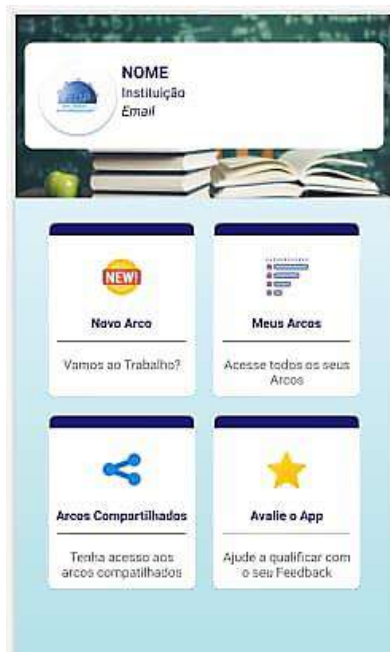 NOME
Instituição
Email
NEW!
Novo Arco
Vamos ao Trabalho?
Meus Arcos
Acesse todos os seus
Arcos
Arcos Compartilhados
Tenha acesso aos
arcos compatilhados
Avalie o App
Ajude a qualificar com
o seu Feedback